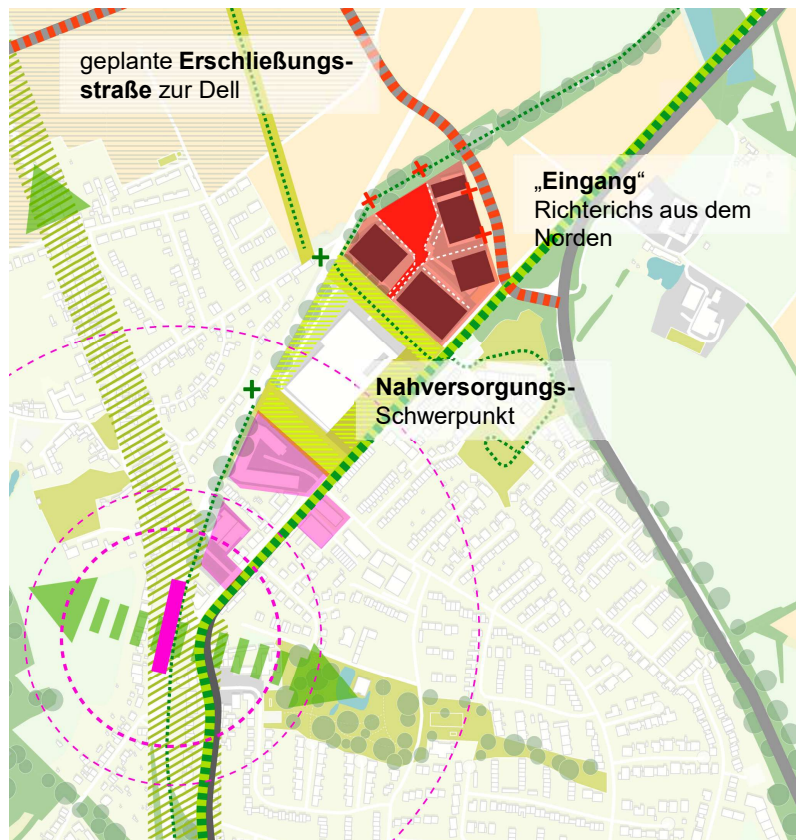 geplante Erschließungs-
straße zur Dell
„Eingang“
Richterichs aus dem
Norden
Nahversorgungs-
Schwerpunkt